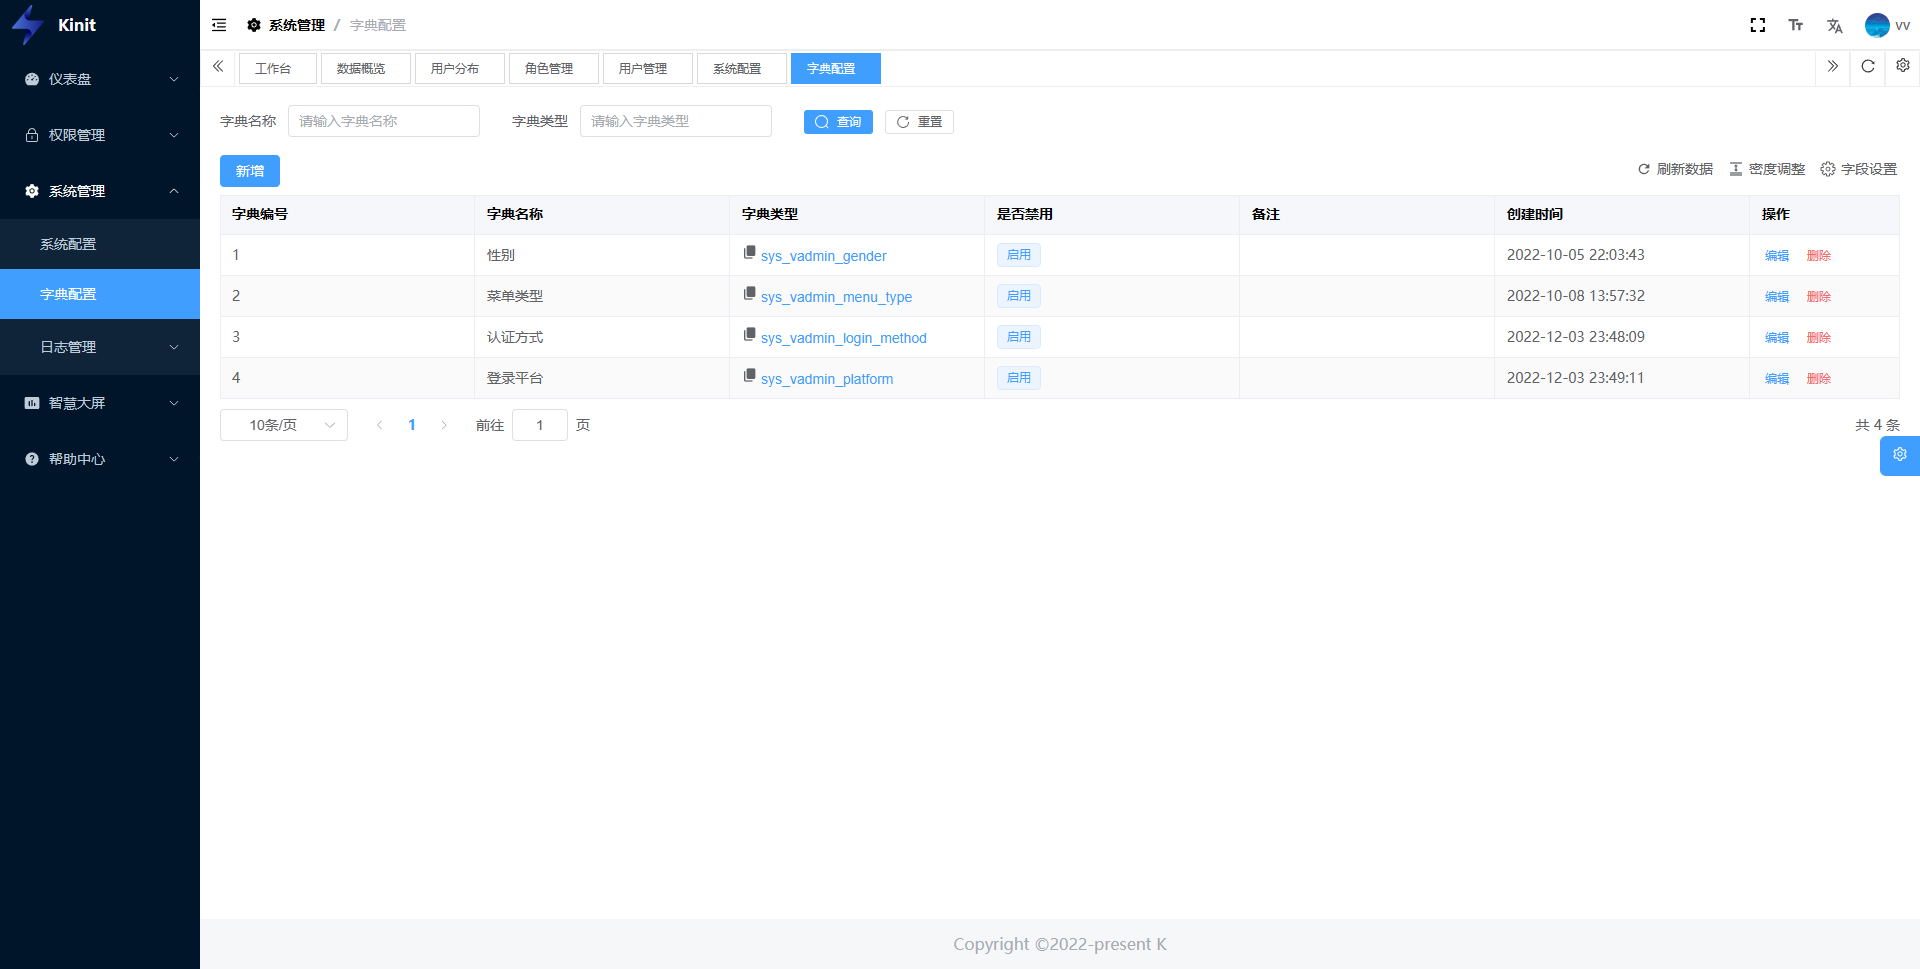 Kinit
系统管理 / 字典配置
vv
仪表盘
权限管理
系统管理
系统配置
字典配置
日志管理
智慧大屏
帮助中心
工作台 数据概览 用户分布 角色管理 用户管理 系统配置 字典配置
字典名称 请输入字典名称 字典类型 请输入字典类型 查询 重置
新增 刷新数据 密度调整 字段设置
字典编号 字典名称 字典类型 是否禁用 备注 创建时间 操作
1 性别 sys_vadmin_gender 启用 2022-10-05 22:03:43 编辑 删除
2 菜单类型 sys_vadmin_menu_type 启用 2022-10-08 13:57:32 编辑 删除
3 认证方式 sys_vadmin_login_method 启用 2022-12-03 23:48:09 编辑 删除
4 登录平台 sys_vadmin_platform 启用 2022-12-03 23:49:11 编辑 删除
10条/页 1 前往 1 页 共 4 条
Copyright ©2022-present K